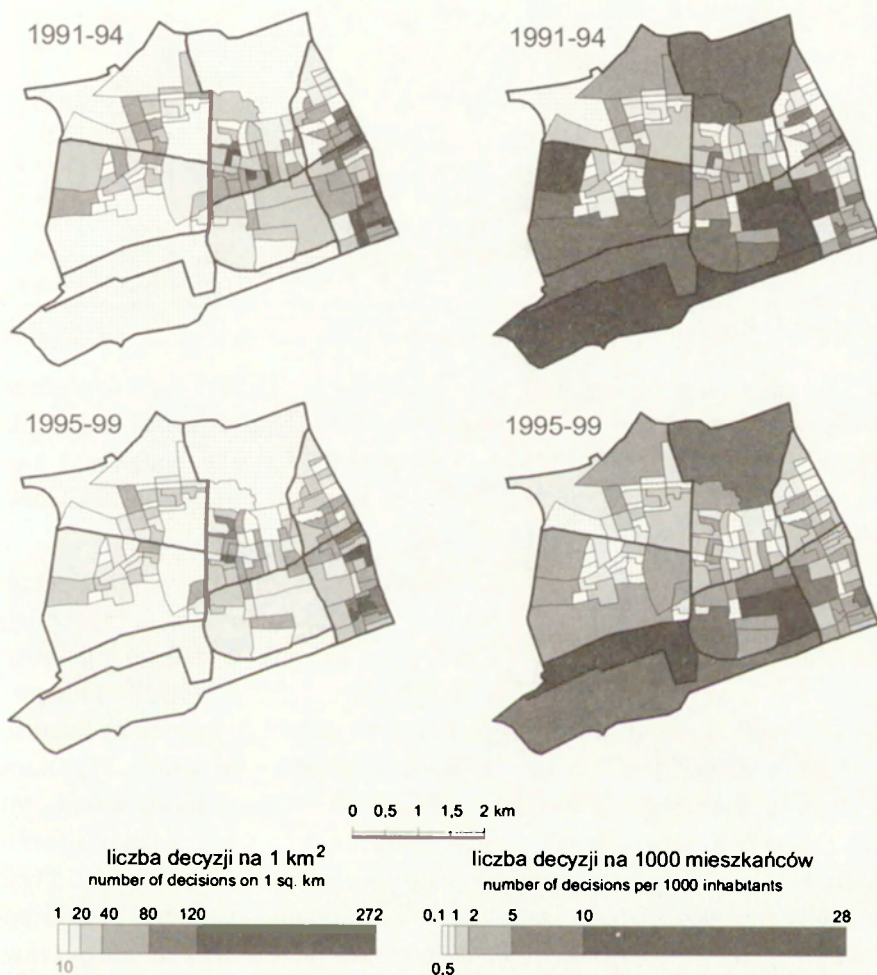 1991-94
1991-94
1995-99
1995-99
0 0,5 1 1,5 2 km
liczba decyzji na 1 km²
number of decisions on 1 sq. km
1 20 40 80 120 272
10
liczba decyzji na 1000 mieszkańców
number of decisions per 1000 inhabitants
0,1 1 2 5 10 28
0,5